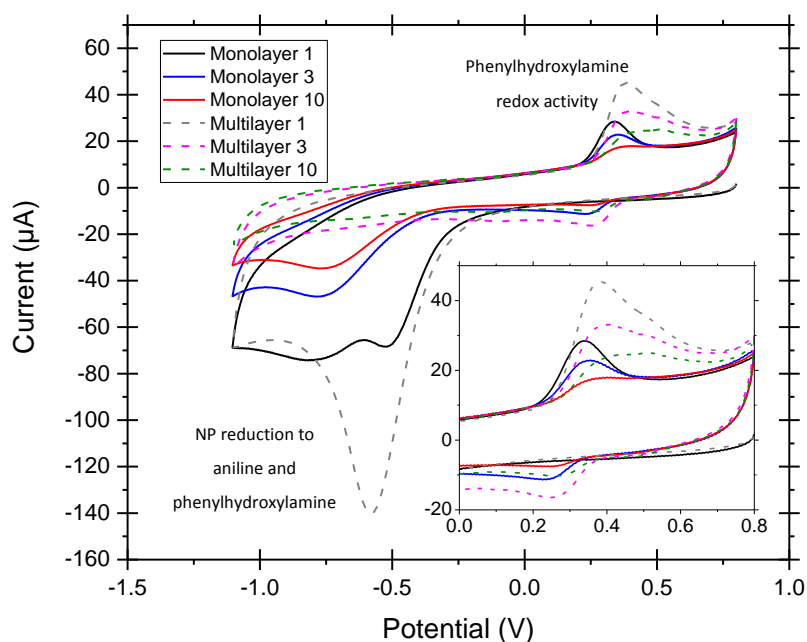 60
40
20
0
-20
-40
-60
-80
-100
-120
-140
-160
Current (µA)
Monolayer 1
Monolayer 3
Monolayer 10
Multilayer 1
Multilayer 3
Multilayer 10
Phenylhydroxylamine
redox activity
NP reduction to
aniline and
phenylhydroxylamine
40
20
0
-20
0.0 0.2 0.4 0.6 0.8
-1.5 -1.0 -0.5 0.0 0.5 1.0
Potential (V)